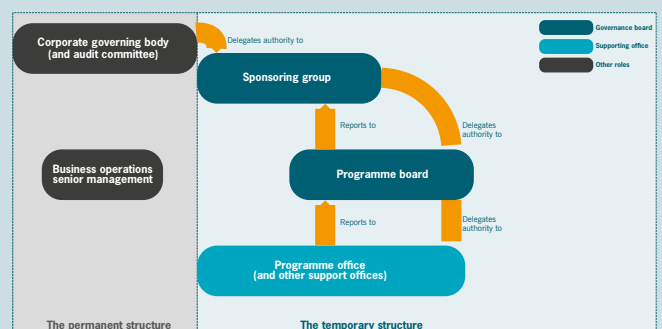 Corporate governing body
(and audit committee)
Delegates authority to
Governance board
Supporting office
Other roles
Sponsoring group
Reports to
Delegates
authority to
Business operations
senior management
Programme board
Reports to
Delegates
authority to
Programme office
(and other support offices)
The permanent structure
The temporary structure